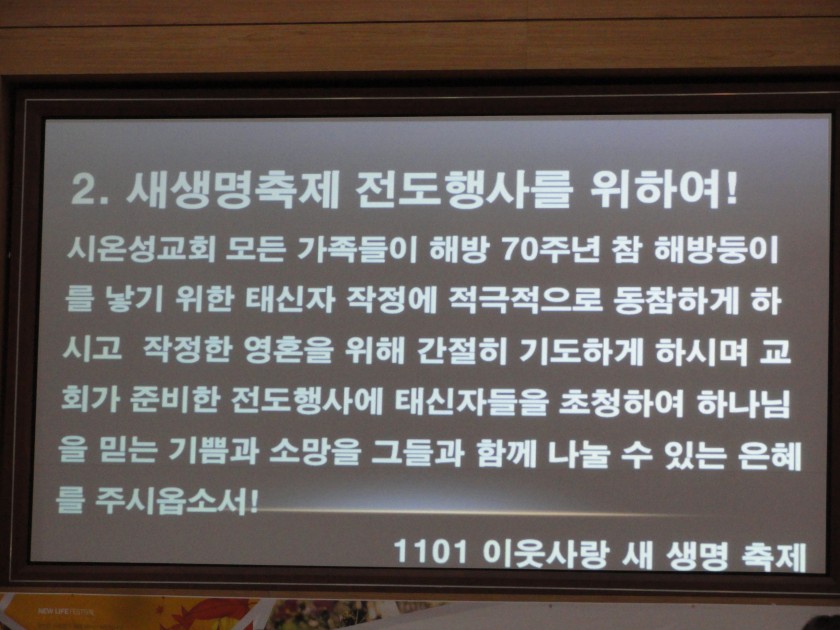 2. 새생명축제 전도행사를 위하여!
시온성교회 모든 가족들이 해방 70주년 참 해방둥이
를 낳기 위한 태신자 작정에 적극적으로 동참하게 하
시고 작정한 영혼을 위해 간절히 기도하게 하시며 교
회가 준비한 전도행사에 태신자들을 초청하여 하나님
을 믿는 기쁨과 소망을 그들과 함께 나눌 수 있는 은혜
를 주시옵소서!
1101 이웃사랑 새 생명 축제
NEW LIFE FESTIVAL